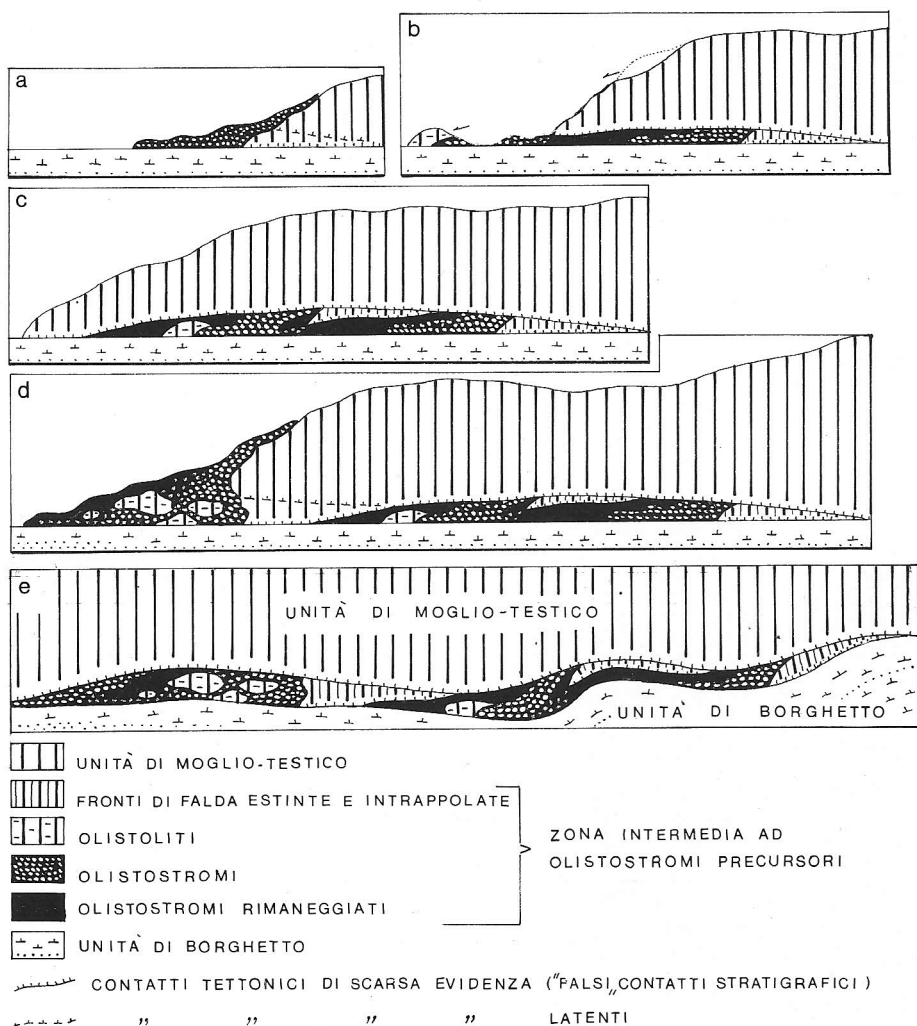 a
b
c
d
e
UNITÀ DI MOGLIO-TESTICO
UNITÀ DI BORGHETTO
UNITÀ DI MOGLIO-TESTICO
FRONTI DI FALDA ESTINTE E INTRAPPOLATE
OLISTOLITI
OLISTOSTROMI
OLISTOSTROMI RIMANEGGIATI
ZONA INTERMEDIA AD
OLISTOSTROMI PRECURSORI
UNITÀ DI BORGHETTO
CONTATTI TETTONICI DI SCARSA EVIDENZA ("FALSI„ CONTATTI STRATIGRAFICI)
„ „ „ „ LATENTI